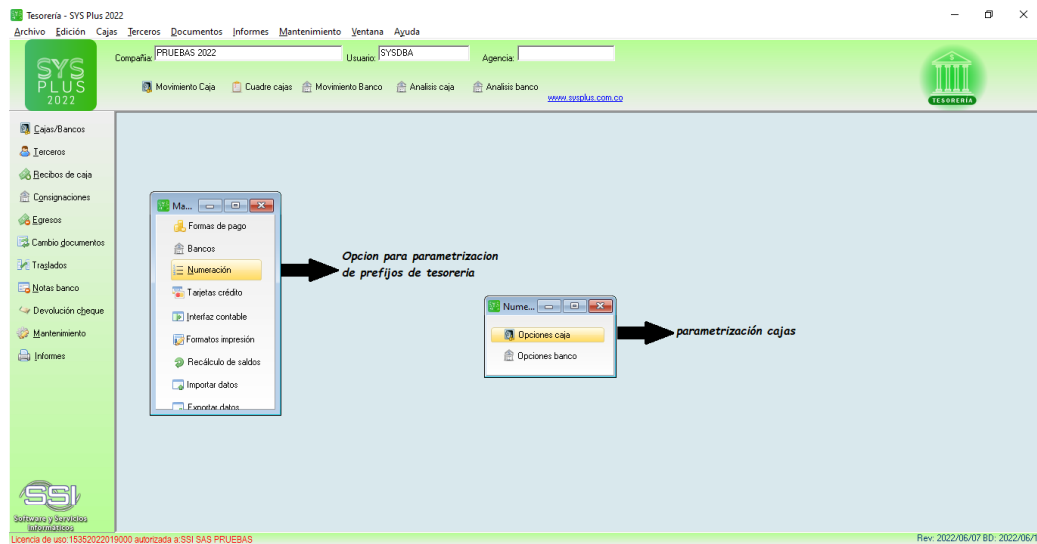 Tesorería - SYS Plus 2022
Archivo Edición Cajas Terceros Documentos Informes Mantenimiento Ventana Ayuda
SYS
PLUS
2022
Compañia: PRUEBAS 2022 Usuario: SYSDBA Agencia:
Movimiento Caja Cuadre cajas Movimiento Banco Analisis caja Analisis banco
www.sysplus.com.co
TESORERIA
Cajas/Bancos
Terceros
Recibos de caja
Consignaciones
Egresos
Cambio documentos
Traslados
Notas banco
Devolución cheque
Mantenimiento
Informes
Ma...
Formas de pago
Bancos
Numeración
Tarjetas crédito
Interfaz contable
Formatos impresión
Recálculo de saldos
Importar datos
Exportar datos
Opcion para parametrizacion
de prefijos de tesoreria
Nume...
Opciones caja
Opciones banco
parametrización cajas
SSI
Software y Servicios
Informáticos
Licencia de uso:15352022019000 autorizada a:SSI SAS PRUEBAS
Rev: 2022/06/07 BD: 2022/06/1